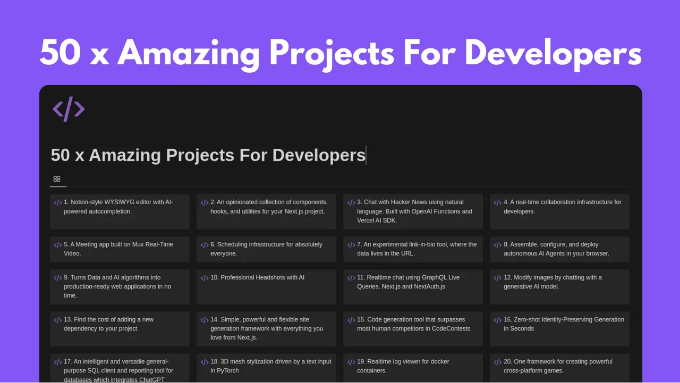 50 x Amazing Projects For Developers
</>
50 x Amazing Projects For Developers
</> 1. Notion-style WYSIWYG editor with AI-
powered autocompletion.
</> 2. An opinionated collection of components,
hooks, and utilities for your Next.js project.
</> 3. Chat with Hacker News using natural
language. Built with OpenAI Functions and
Vercel AI SDK.
</> 4. A real-time collaboration infrastructure for
developers.
</> 5. A Meeting app built on Mux Real-Time
Video.
</> 6. Scheduling infrastructure for absolutely
everyone.
</> 7. An experimental link-in-bio tool, where the
data lives in the URL.
</> 8. Assemble, configure, and deploy
autonomous AI Agents in your browser.
</> 9. Turns Data and AI algorithms into
production-ready web applications in no
time.
</> 10. Professional Headshots with AI
</> 11. Realtime chat using GraphQL Live
Queries, Next.js and NextAuth.js
</> 12. Modify images by chatting with a
generative AI model.
</> 13. Find the cost of adding a new
dependency to your project
</> 14. Simple, powerful and flexible site
generation framework with everything you
love from Next.js.
</> 15. Code generation tool that surpasses
most human competitors in CodeContests
</> 16. Zero-shot Identity-Preserving Generation
in Seconds
</> 17. An intelligent and versatile general-
purpose SQL client and reporting tool for
databases which integrates ChatGPT.
</> 18. 3D mesh stylization driven by a text input
in PyTorch
</> 19. Realtime log viewer for docker
containers.
</> 20. One framework for creating powerful
cross-platform games.